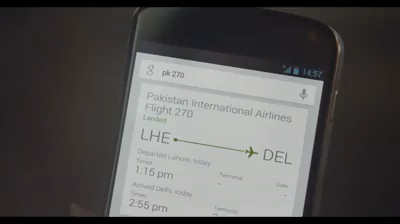 14:57
g pk 270
Pakistan International Airlines
Flight 270
Landed
LHE DEL
Departed Lahore, today
Times Terminal Gate
1:15 pm - -
Arrived Delhi, today
Times
2:55 pm